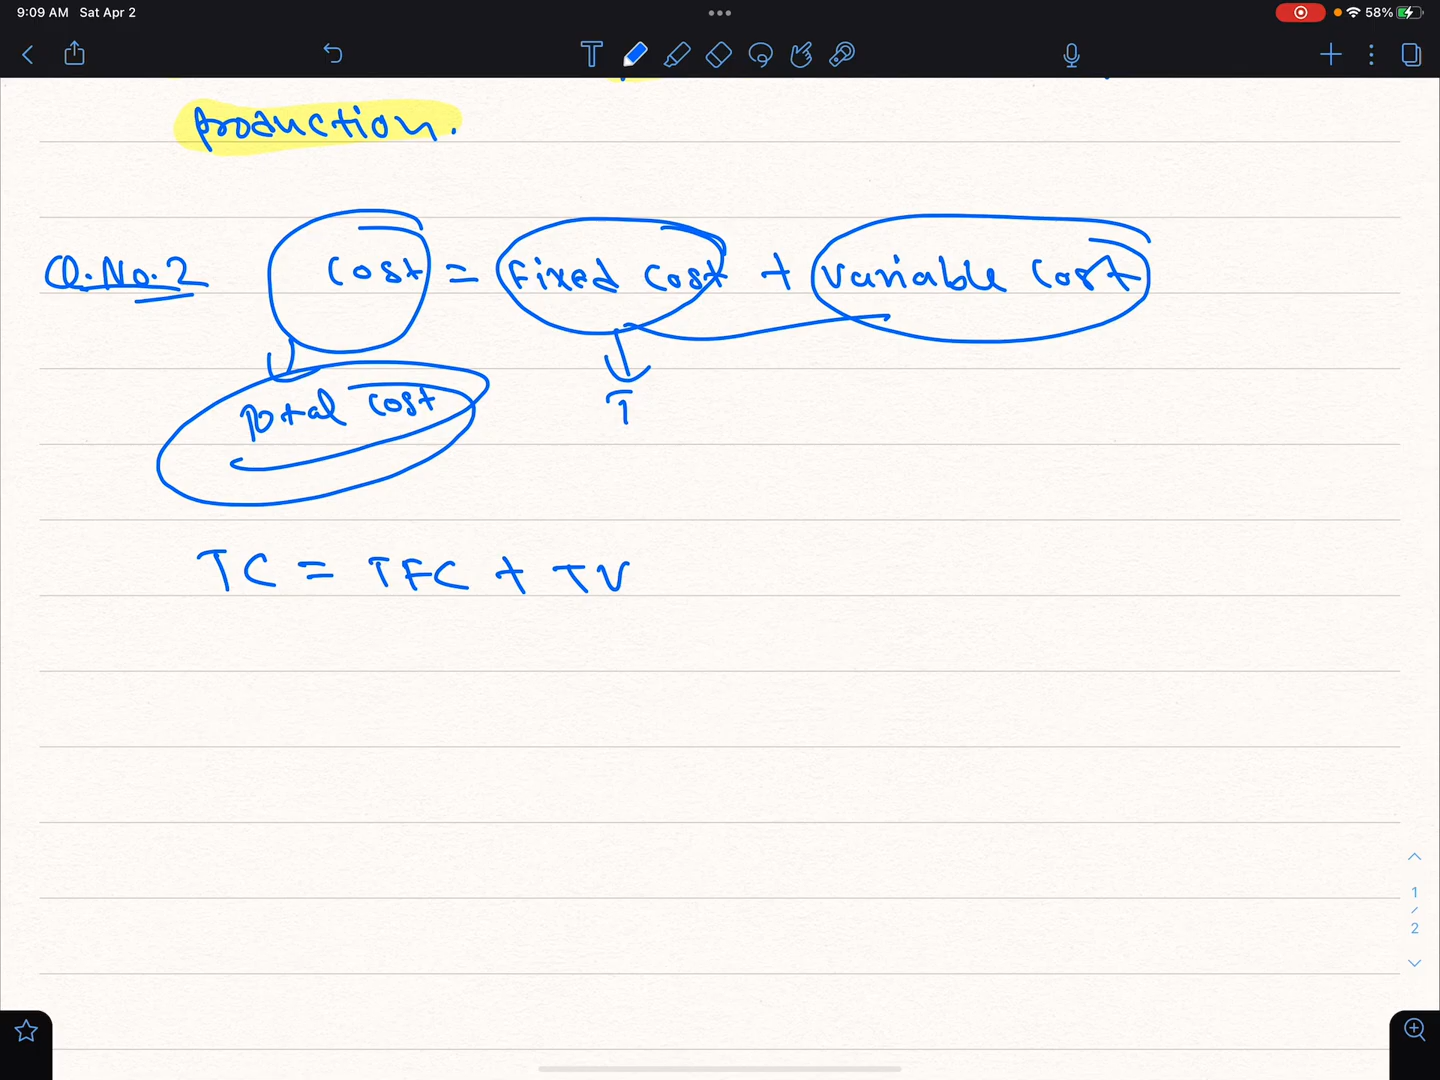 9:09 AM Sat Apr 2
58%
production.
Q.No.2 Cost = Fixed Cost + Variable Cost
Total Cost
T
TC = TFC + TV
1
/
2